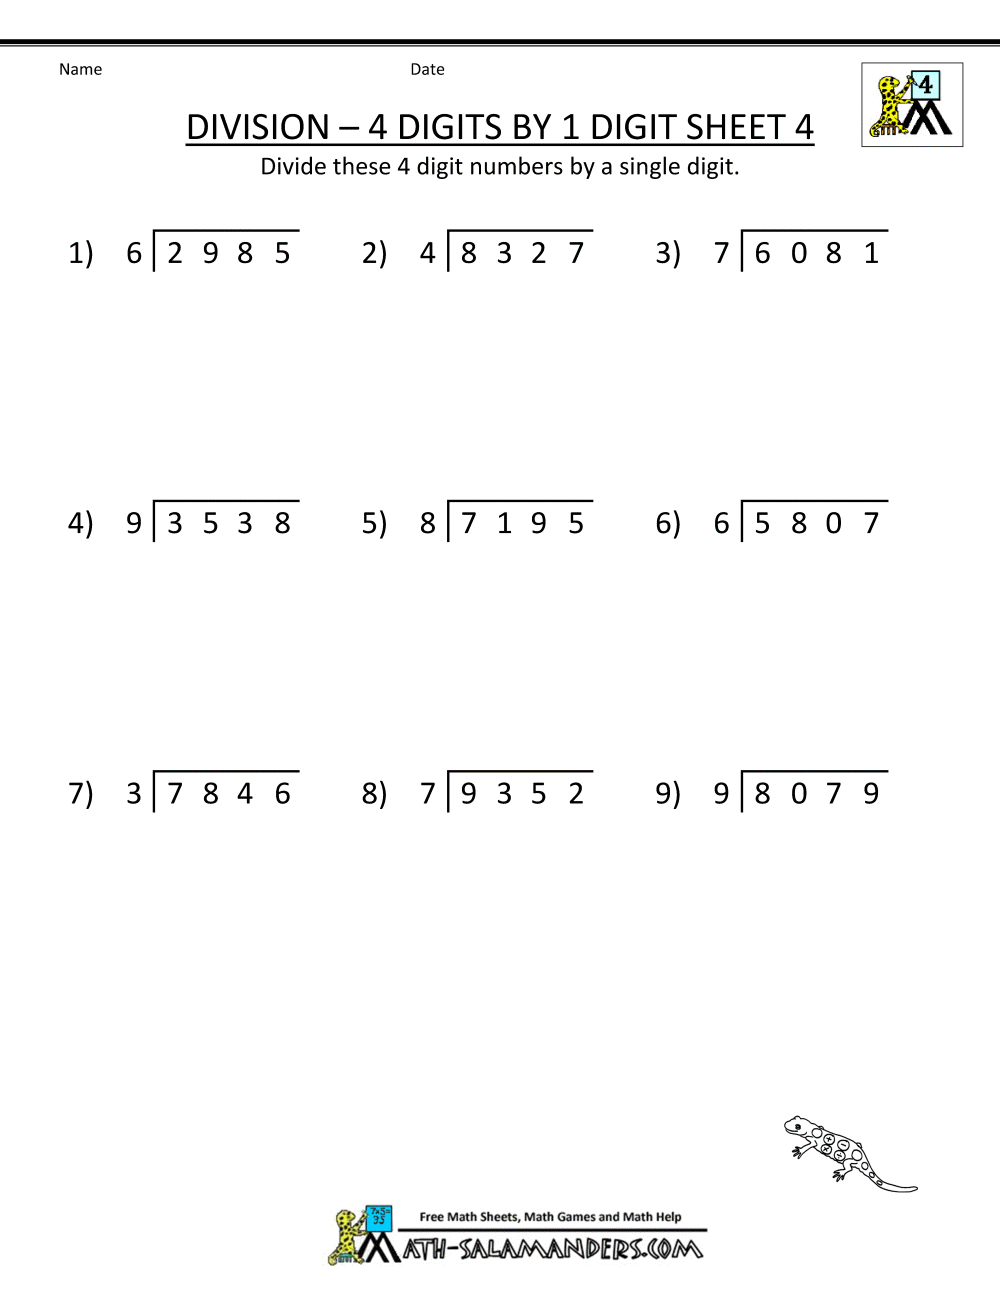 Name Date
4
DIVISION – 4 DIGITS BY 1 DIGIT SHEET 4
Divide these 4 digit numbers by a single digit.
1) 6 2 9 8 5 2) 4 8 3 2 7 3) 7 6 0 8 1
4) 9 3 5 3 8 5) 8 7 1 9 5 6) 6 5 8 0 7
7) 3 7 8 4 6 8) 7 9 3 5 2 9) 9 8 0 7 9
7x5=
35
Free Math Sheets, Math Games and Math Help
MATH-SALAMANDERS.COM